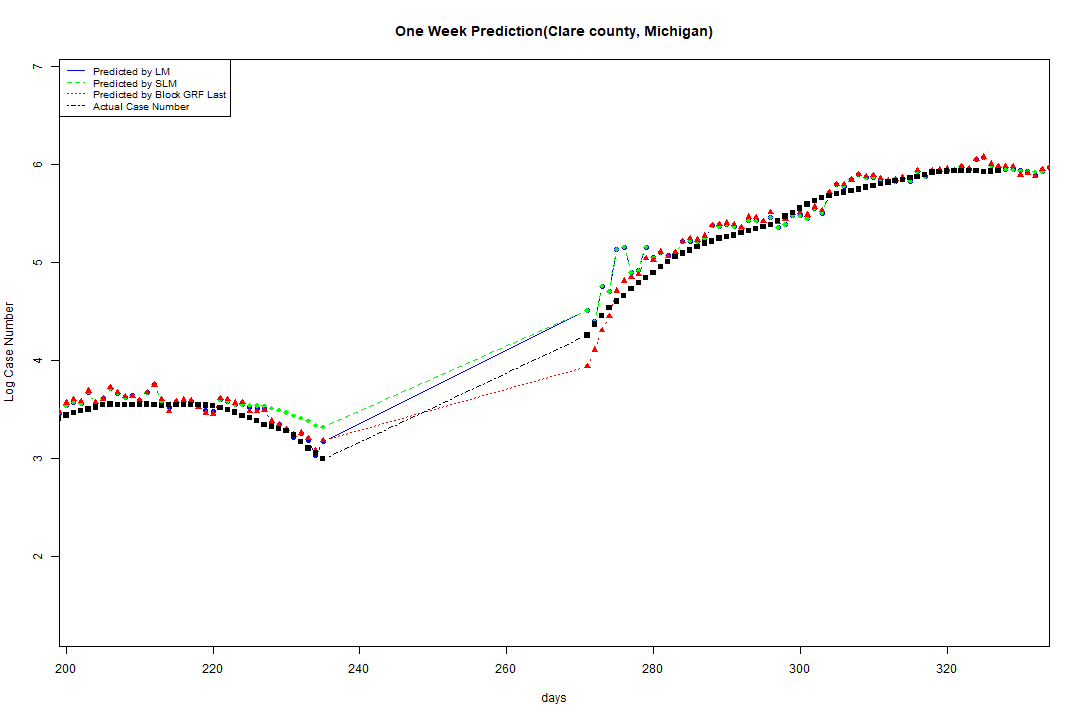 One Week Prediction(Clare county, Michigan)
Predicted by LM
Predicted by SLM
Predicted by Block GRF Last
Actual Case Number
7
6
5
4
3
2
Log Case Number
200 220 240 260 280 300 320
days